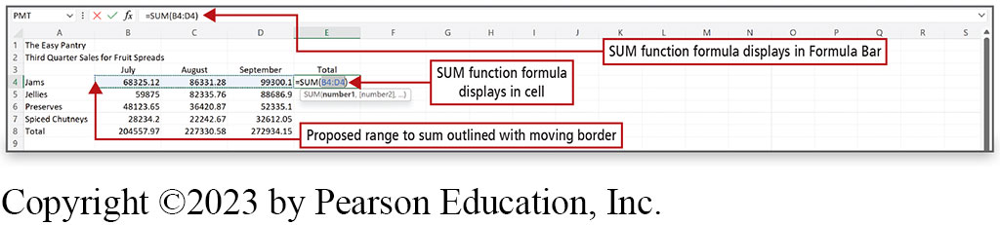 PMT fx =SUM(B4:D4)
A B C D E F G H I J K L M N O P Q R S
1 The Easy Pantry
2 Third Quarter Sales for Fruit Spreads
SUM function formula displays in Formula Bar
3 July August September Total
4 Jams 68325.12 86331.28 99300.1 =SUM(B4:D4)
SUM function formula
displays in cell
5 Jellies 59875 82335.76 88686.9 SUM(number1, [number2], ...)
6 Preserves 48123.65 36420.87 52335.1
7 Spiced Chutneys 28234.2 22242.67 32612.05
8 Total 204557.97 227330.58 272934.15
Proposed range to sum outlined with moving border
9
Copyright ©2023 by Pearson Education, Inc.